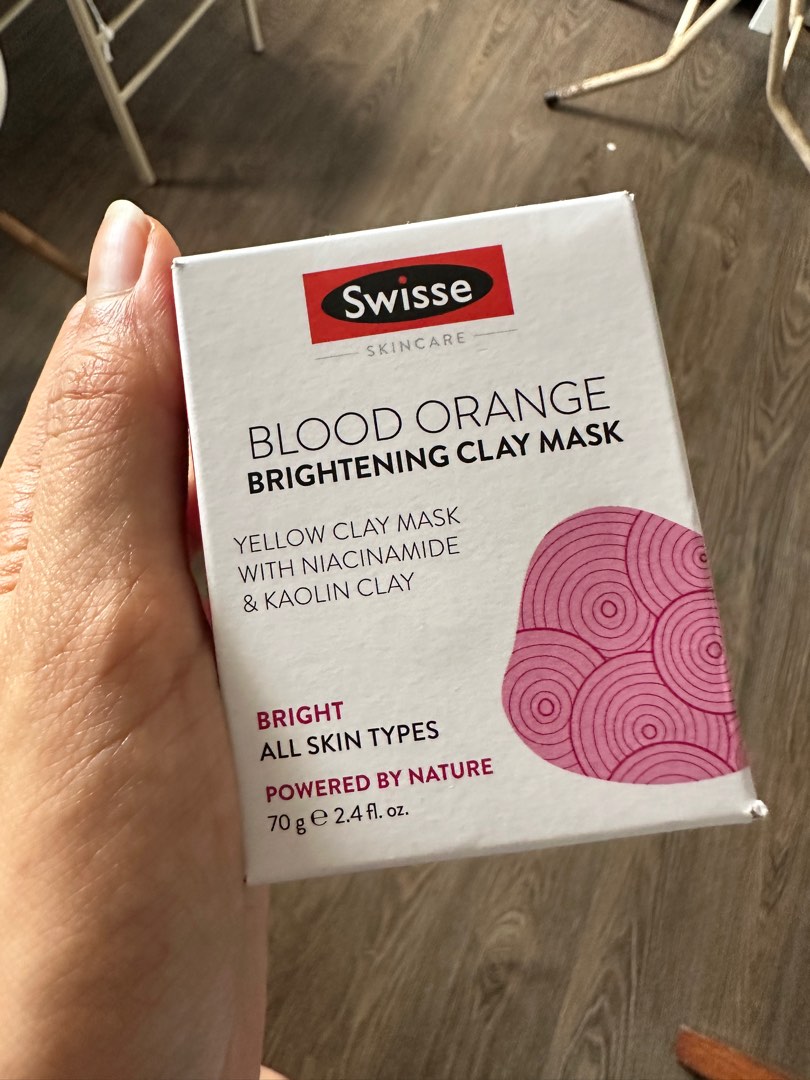 Swisse
SKINCARE
BLOOD ORANGE
BRIGHTENING CLAY MASK
YELLOW CLAY MASK
WITH NIACINAMIDE
& KAOLIN CLAY
BRIGHT
ALL SKIN TYPES
POWERED BY NATURE
70 g ℮ 2.4 fl. oz.